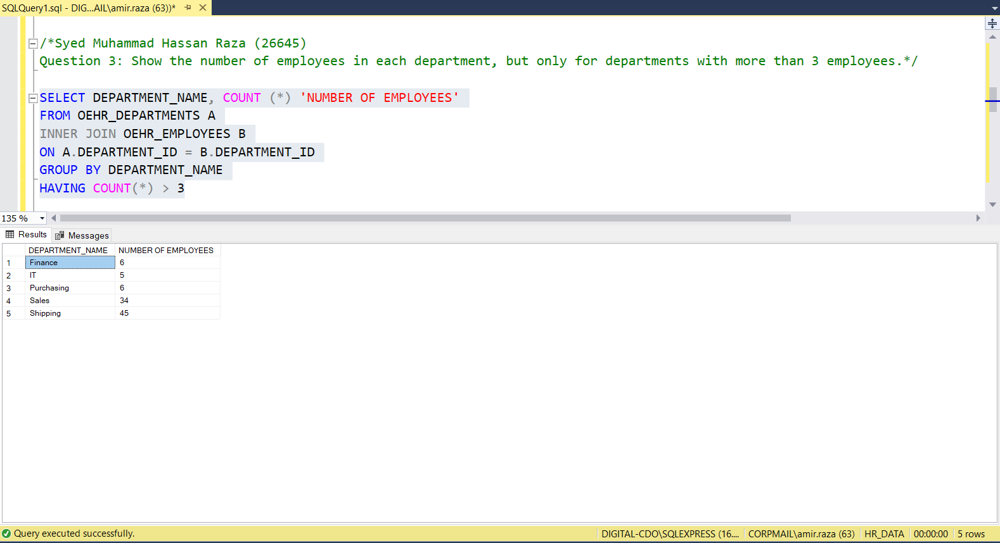 SQLQuery1.sql - DIG...AIL\amir.raza (63))*
/*Syed Muhammad Hassan Raza (26645)
Question 3: Show the number of employees in each department, but only for departments with more than 3 employees.*/
SELECT DEPARTMENT_NAME, COUNT (*) 'NUMBER OF EMPLOYEES'
FROM OEHR_DEPARTMENTS A
INNER JOIN OEHR_EMPLOYEES B
ON A.DEPARTMENT_ID = B.DEPARTMENT_ID
GROUP BY DEPARTMENT_NAME
HAVING COUNT(*) > 3
135 %
Results Messages
DEPARTMENT_NAME NUMBER OF EMPLOYEES
1 Finance 6
2 IT 5
3 Purchasing 6
4 Sales 34
5 Shipping 45
Query executed successfully. DIGITAL-CDO\SQLEXPRESS (16.... CORPMAIL\amir.raza (63) HR_DATA 00:00:00 5 rows